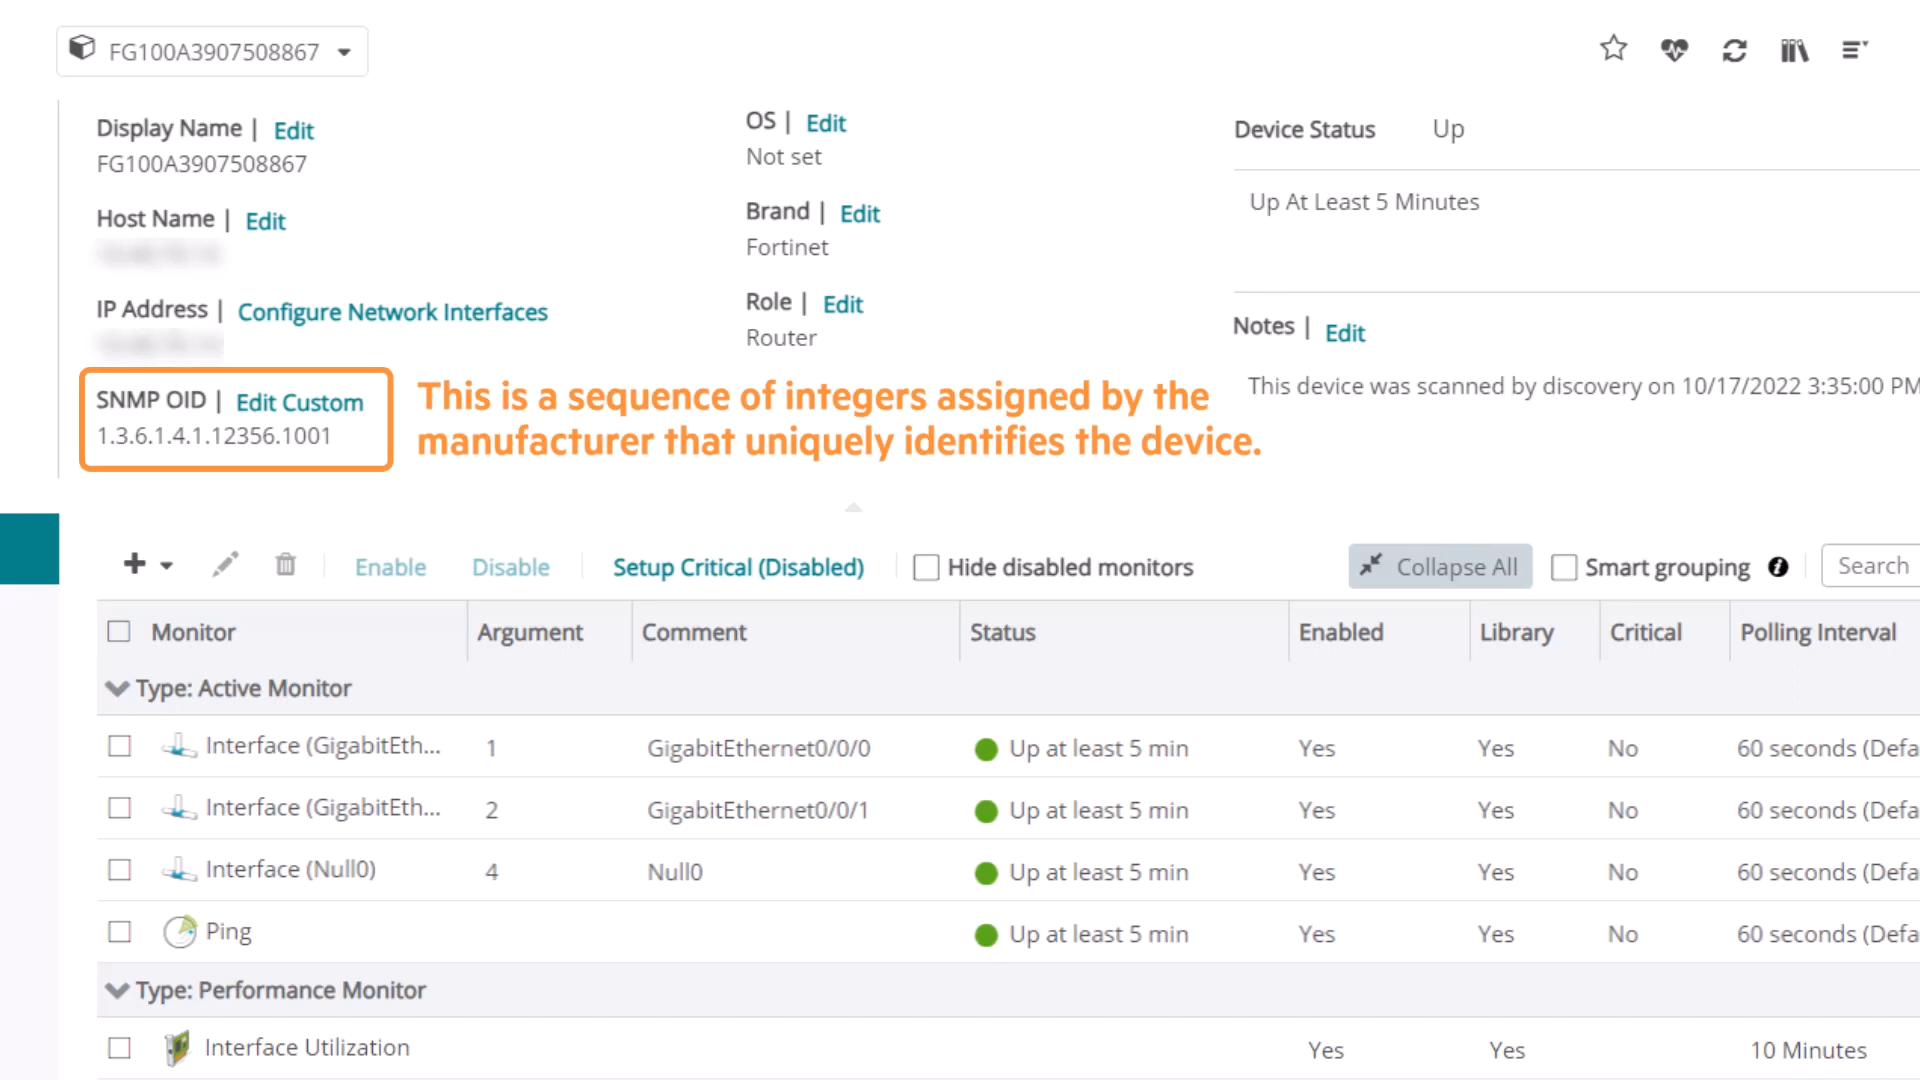 FG100A3907508867
Display Name | Edit
FG100A3907508867
Host Name | Edit
IP Address | Configure Network Interfaces
SNMP OID | Edit Custom
1.3.6.1.4.1.12356.1001
OS | Edit
Not set
Brand | Edit
Fortinet
Role | Edit
Router
This is a sequence of integers assigned by the
manufacturer that uniquely identifies the device.
Device Status Up
Up At Least 5 Minutes
Notes | Edit
This device was scanned by discovery on 10/17/2022 3:35:00 PM
Enable Disable Setup Critical (Disabled) Hide disabled monitors Collapse All Smart grouping Search
Monitor Argument Comment Status Enabled Library Critical Polling Interval
Type: Active Monitor
Interface (GigabitEth... 1 GigabitEthernet0/0/0 Up at least 5 min Yes Yes No 60 seconds (Defa
Interface (GigabitEth... 2 GigabitEthernet0/0/1 Up at least 5 min Yes Yes No 60 seconds (Defa
Interface (Null0) 4 Null0 Up at least 5 min Yes Yes No 60 seconds (Defa
Ping Up at least 5 min Yes Yes No 60 seconds (Defa
Type: Performance Monitor
Interface Utilization Yes Yes 10 Minutes